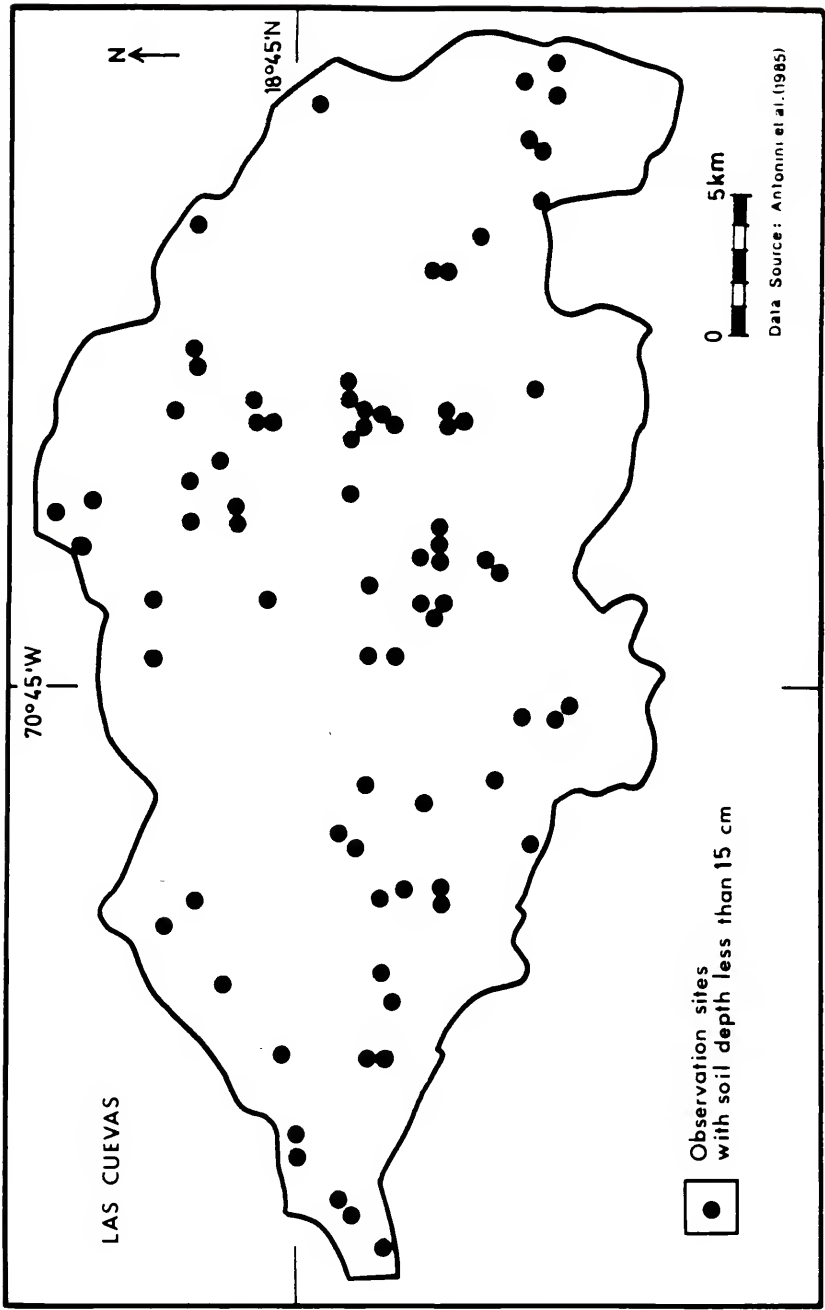 LAS CUEVAS
70°45'W
N
18°45'N
Observation sites
with soil depth less than 15 cm
0 5km
Data Source: Antonini et al.(1985)